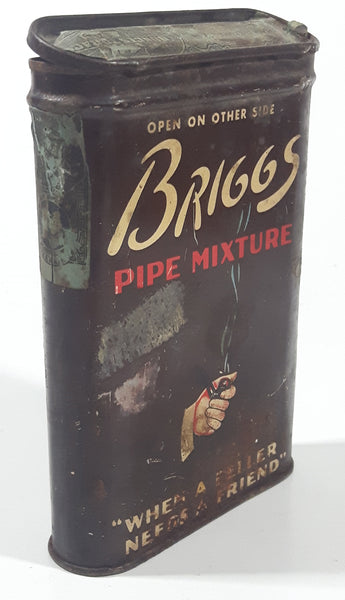 OPEN ON OTHER SIDE
BRIGGS
PIPE MIXTURE
"WHEN A FELLER
NEEDS A FRIEND"